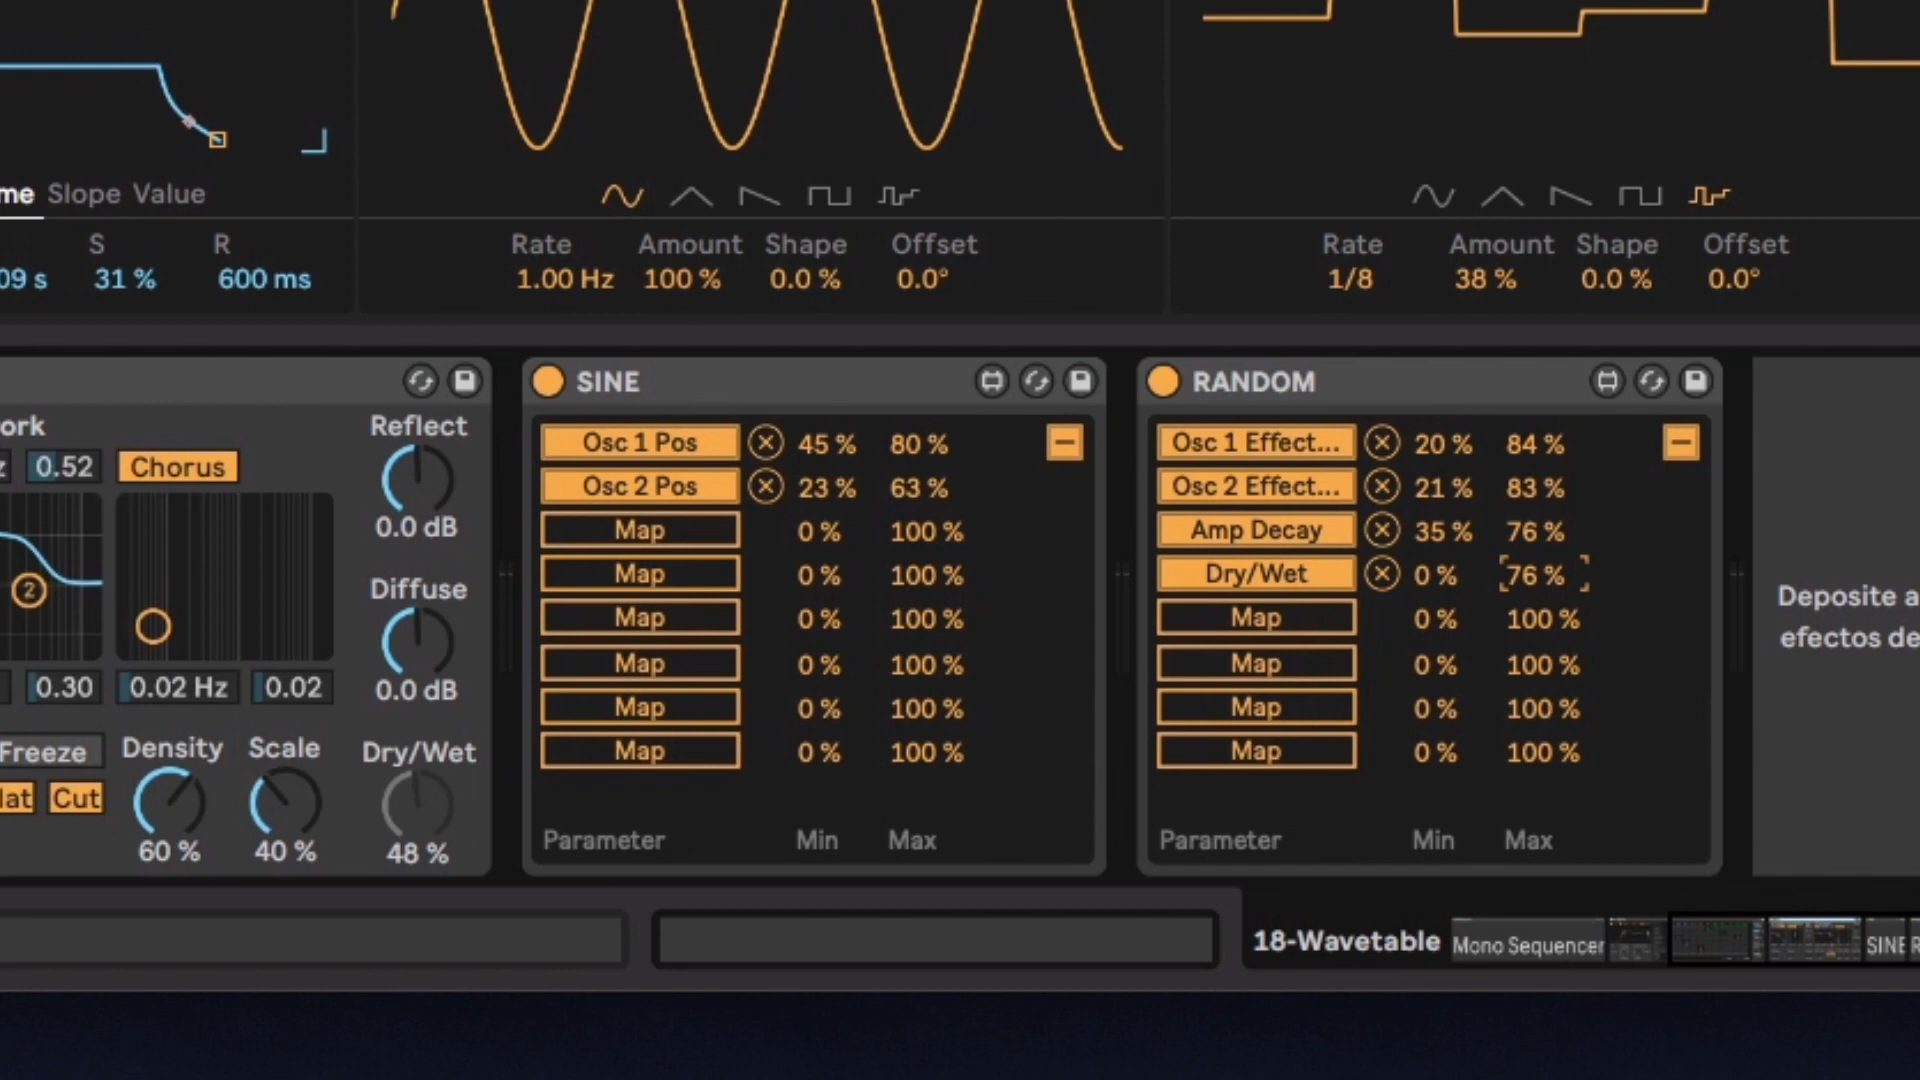 me Slope Value
S R
09 s 31 % 600 ms
Rate Amount Shape Offset
1.00 Hz 100 % 0.0 % 0.0°
Rate Amount Shape Offset
1/8 38 % 0.0 % 0.0°
ork
z 0.52 Chorus
2
0.30 0.02 Hz 0.02
Reflect
0.0 dB
Diffuse
0.0 dB
Freeze Density Scale Dry/Wet
lat Cut
60 % 40 % 48 %
SINE
Osc 1 Pos 45 % 80 %
Osc 2 Pos 23 % 63 %
Map 0 % 100 %
Map 0 % 100 %
Map 0 % 100 %
Map 0 % 100 %
Map 0 % 100 %
Map 0 % 100 %
Parameter Min Max
RANDOM
Osc 1 Effect... 20 % 84 %
Osc 2 Effect... 21 % 83 %
Amp Decay 35 % 76 %
Dry/Wet 0 % 76 %
Map 0 % 100 %
Map 0 % 100 %
Map 0 % 100 %
Map 0 % 100 %
Parameter Min Max
Deposite a
efectos de
18-Wavetable Mono Sequencer SINE R